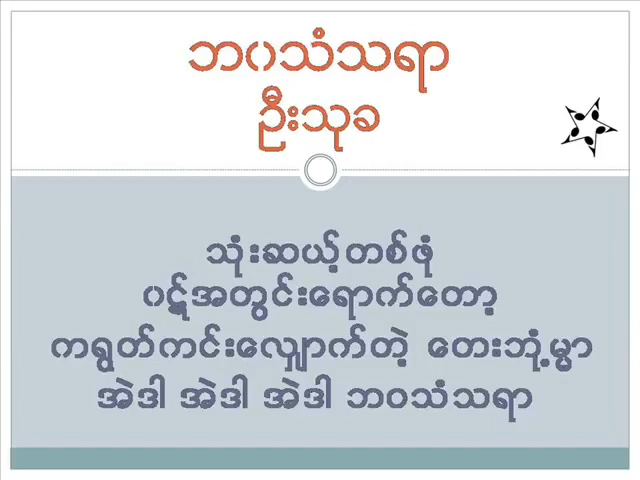 ဘဝသံသရာ
ဦးသုခ
သုံးဆယ့်တစ်ဖုံ
ဝဋ်အတွင်းရောက်တော့
ကရွတ်ကင်းလျှောက်တဲ့ တေးဘုံ့မှာ
အဲဒါ အဲဒါ အဲဒါ ဘဝသံသရာ